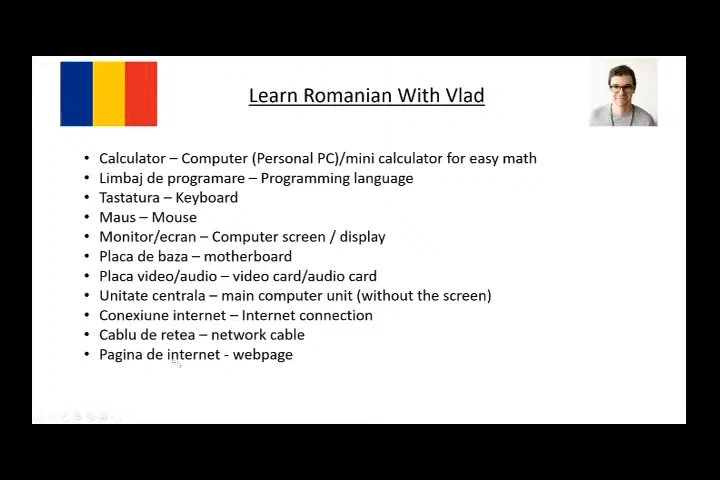 Learn Romanian With Vlad
• Calculator – Computer (Personal PC)/mini calculator for easy math
• Limbaj de programare – Programming language
• Tastatura – Keyboard
• Maus – Mouse
• Monitor/ecran – Computer screen / display
• Placa de baza – motherboard
• Placa video/audio – video card/audio card
• Unitate centrala – main computer unit (without the screen)
• Conexiune internet – Internet connection
• Cablu de retea – network cable
• Pagina de internet - webpage